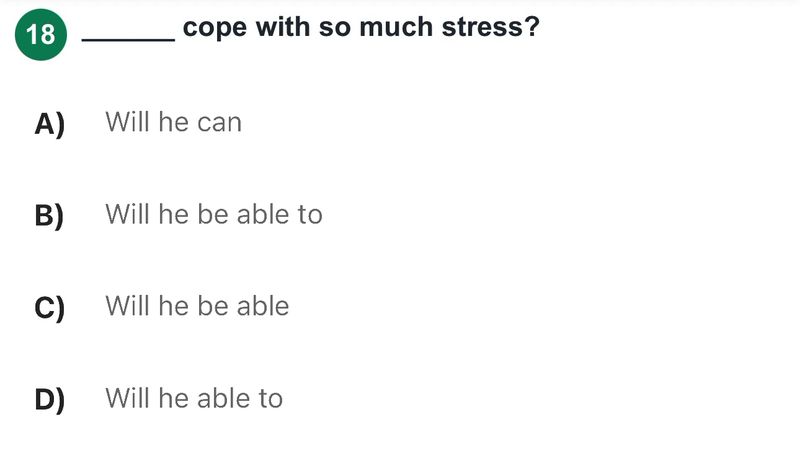 18 ______ cope with so much stress?
A) Will he can
B) Will he be able to
C) Will he be able
D) Will he able to